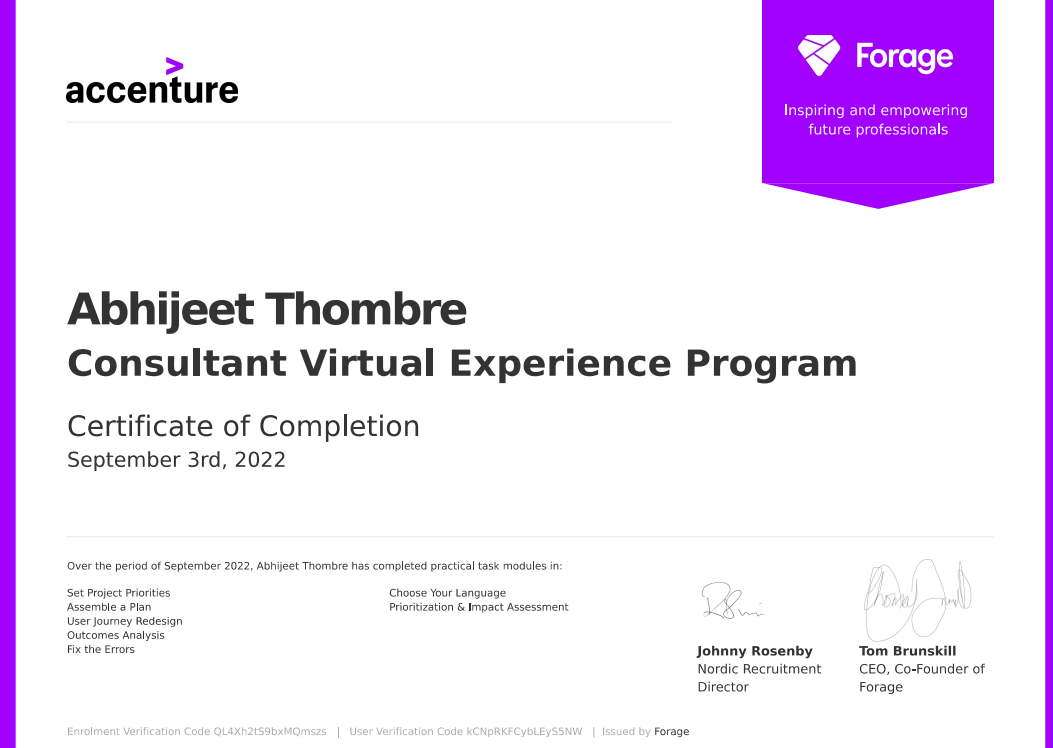 accenture
Forage
Inspiring and empowering
future professionals
Abhijeet Thombre
Consultant Virtual Experience Program
Certificate of Completion
September 3rd, 2022
Over the period of September 2022, Abhijeet Thombre has completed practical task modules in:
Set Project Priorities
Assemble a Plan
User Journey Redesign
Outcomes Analysis
Fix the Errors
Choose Your Language
Prioritization & Impact Assessment
Johnny Rosenby
Nordic Recruitment
Director
Tom Brunskill
CEO, Co-Founder of
Forage
Enrolment Verification Code QL4Xh2tS9bxMQmszs | User Verification Code kCNpRKFCybLEyS5NW | Issued by Forage